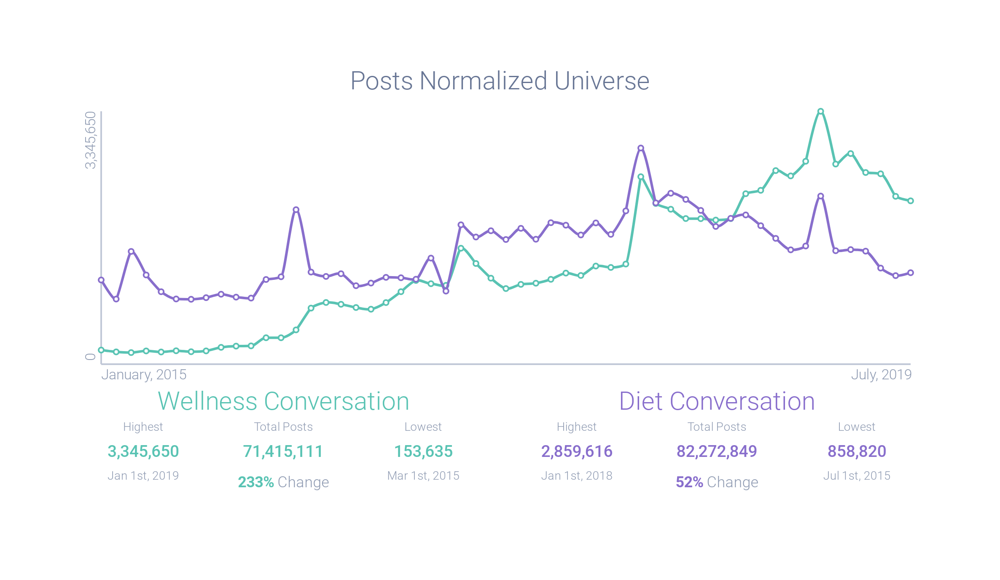 Posts Normalized Universe
3,345,650
0
January, 2015
July, 2019
Wellness Conversation
Highest
3,345,650
Jan 1st, 2019
Total Posts
71,415,111
233% Change
Lowest
153,635
Mar 1st, 2015
Diet Conversation
Highest
2,859,616
Jan 1st, 2018
Total Posts
82,272,849
52% Change
Lowest
858,820
Jul 1st, 2015